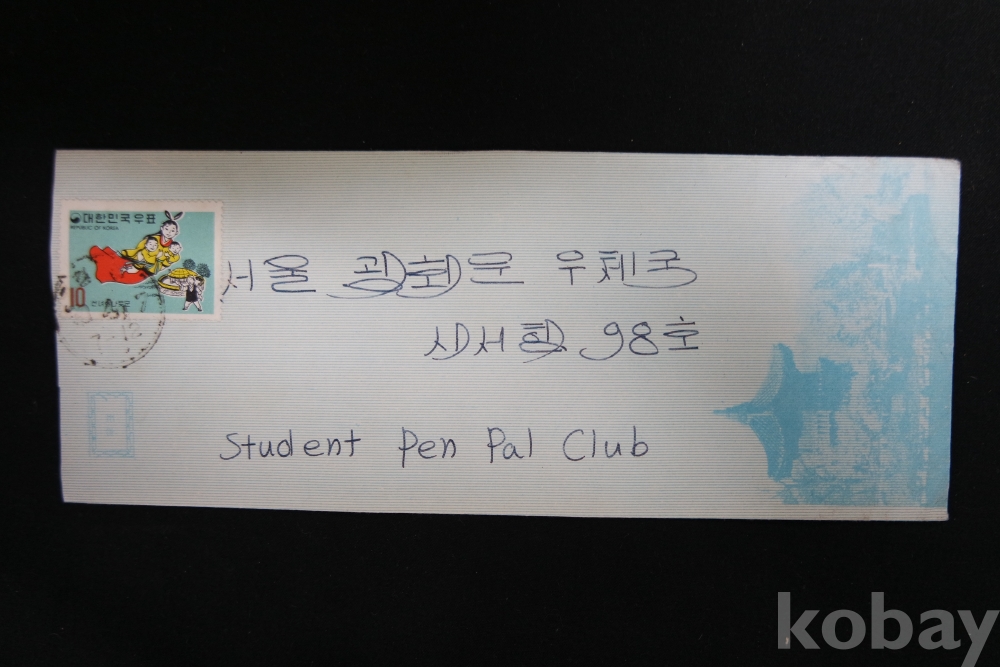 대한민국우표
REPUBLIC OF KOREA
10
서울 광화문 우체국
사서함 98호
Student Pen Pal Club
kobay